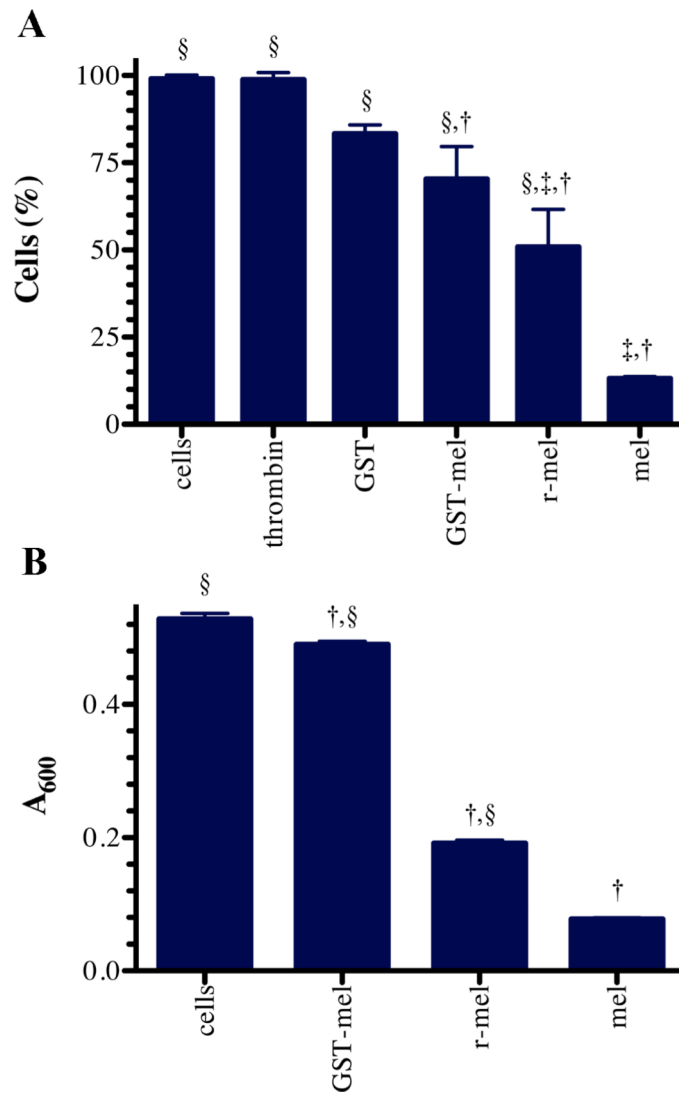 A
§
§
§
§,†
§,‡,†
‡,†
100
75
50
25
0
Cells (%)
cells
thrombin
GST
GST-mel
r-mel
mel
B
§
†,§
†,§
†
0.4
0.2
0.0
A600
cells
GST-mel
r-mel
mel